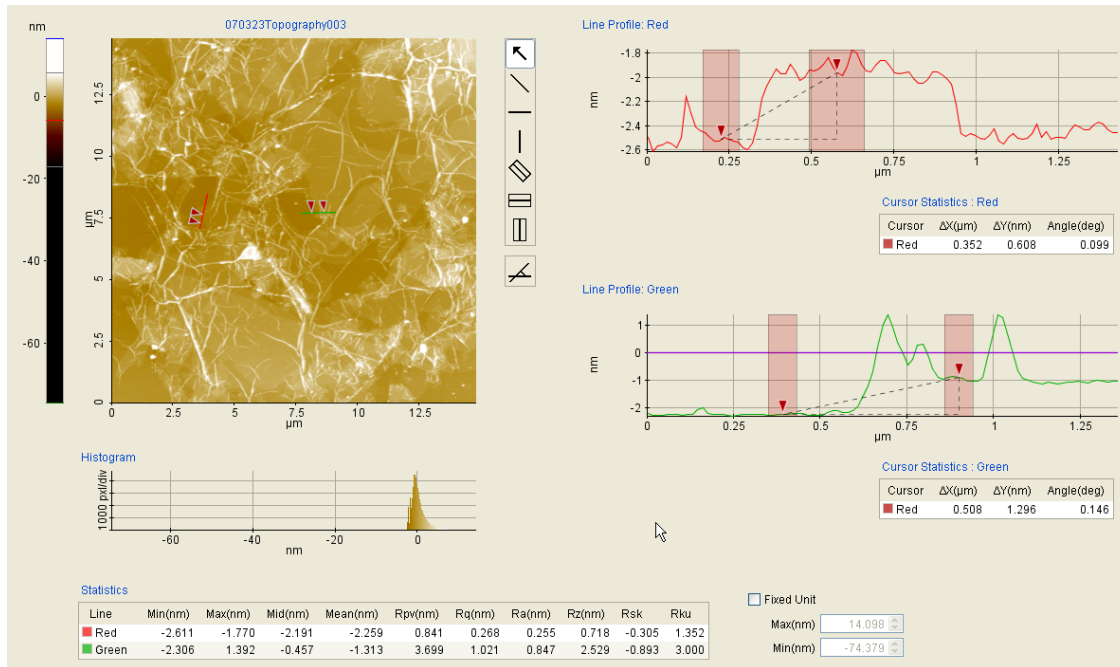 070323Topography003
nm
0
-20
-40
-60
12.5
10
7.5
5
2.5
0
µm
0 2.5 5 7.5 10 12.5
µm
Line Profile: Red
-1.8
-2
-2.2
-2.4
-2.6
nm
0 0.25 0.5 0.75 1 1.25
µm
Cursor Statistics : Red
Cursor ΔX(µm) ΔY(nm) Angle(deg)
Red 0.352 0.608 0.099
Line Profile: Green
1
0
-1
-2
nm
0 0.25 0.5 0.75 1 1.25
µm
Cursor Statistics : Green
Cursor ΔX(µm) ΔY(nm) Angle(deg)
Red 0.508 1.296 0.146
Histogram
1000 pxl/div
-60 -40 -20 0
nm
Statistics
Line Min(nm) Max(nm) Mid(nm) Mean(nm) Rpv(nm) Rq(nm) Ra(nm) Rz(nm) Rsk Rku
Red -2.611 -1.770 -2.191 -2.259 0.841 0.268 0.255 0.718 -0.305 1.352
Green -2.306 1.392 -0.457 -1.313 3.699 1.021 0.847 2.529 -0.893 3.000
Fixed Unit
Max(nm) 14.098
Min(nm) -74.379